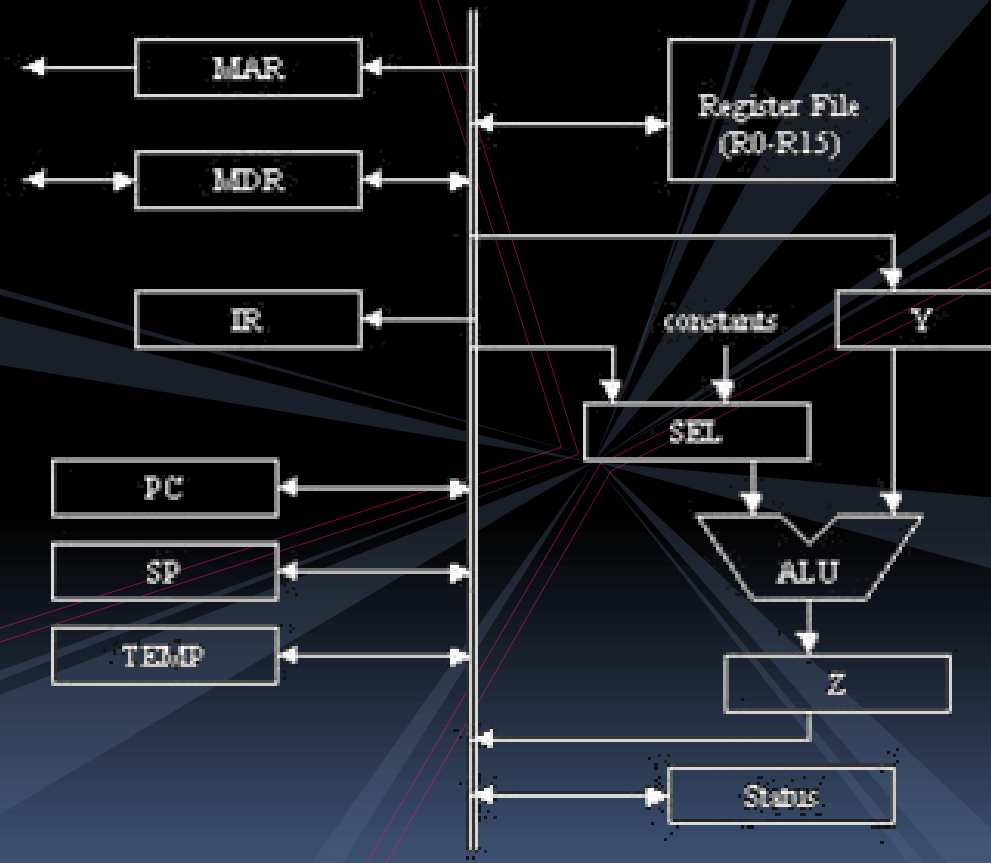 MAR
Register File
(R0-R15)
MDR
IR
constants
Y
SEL
PC
SP
ALU
TEMP
Z
Status